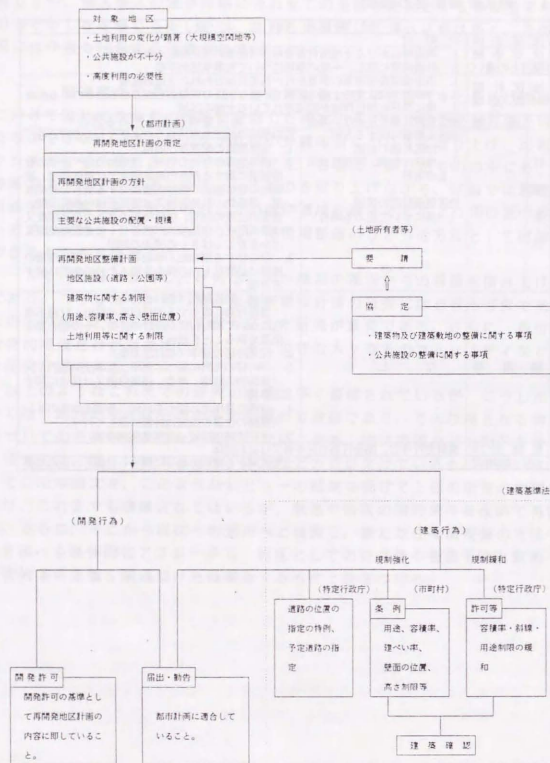 対象地区
・土地利用の変化が顕著（大規模空閑地等）
・公共施設が不十分
・高度利用の必要性
（都市計画）
再開発地区計画の指定
再開発地区計画の方針
主要な公共施設の配置・規模
再開発地区整備計画
地区施設（道路・公園等）
建築物に関する制限
（用途、容積率、高さ、壁面位置）
土地利用等に関する制限
（土地所有者等）
要請
協定
・建築物及び建築敷地の整備に関する事項
・公共施設の整備に関する事項
（建築基準法
（開発行為）
（建築行為）
規制強化
規制緩和
（特定行政庁）
（市町村）
（特定行政庁）
道路の位置の
指定の特例、
予定道路の指
定
条例
用途、容積率、
建ぺい率、
壁面の位置、
高さ制限等
許可等
容積率・斜線・
用途制限の緩
和
開発許可
開発許可の基準とし
て再開発地区計画の
内容に即しているこ
と。
届出・勧告
都市計画に適合して
いること。
建築確認